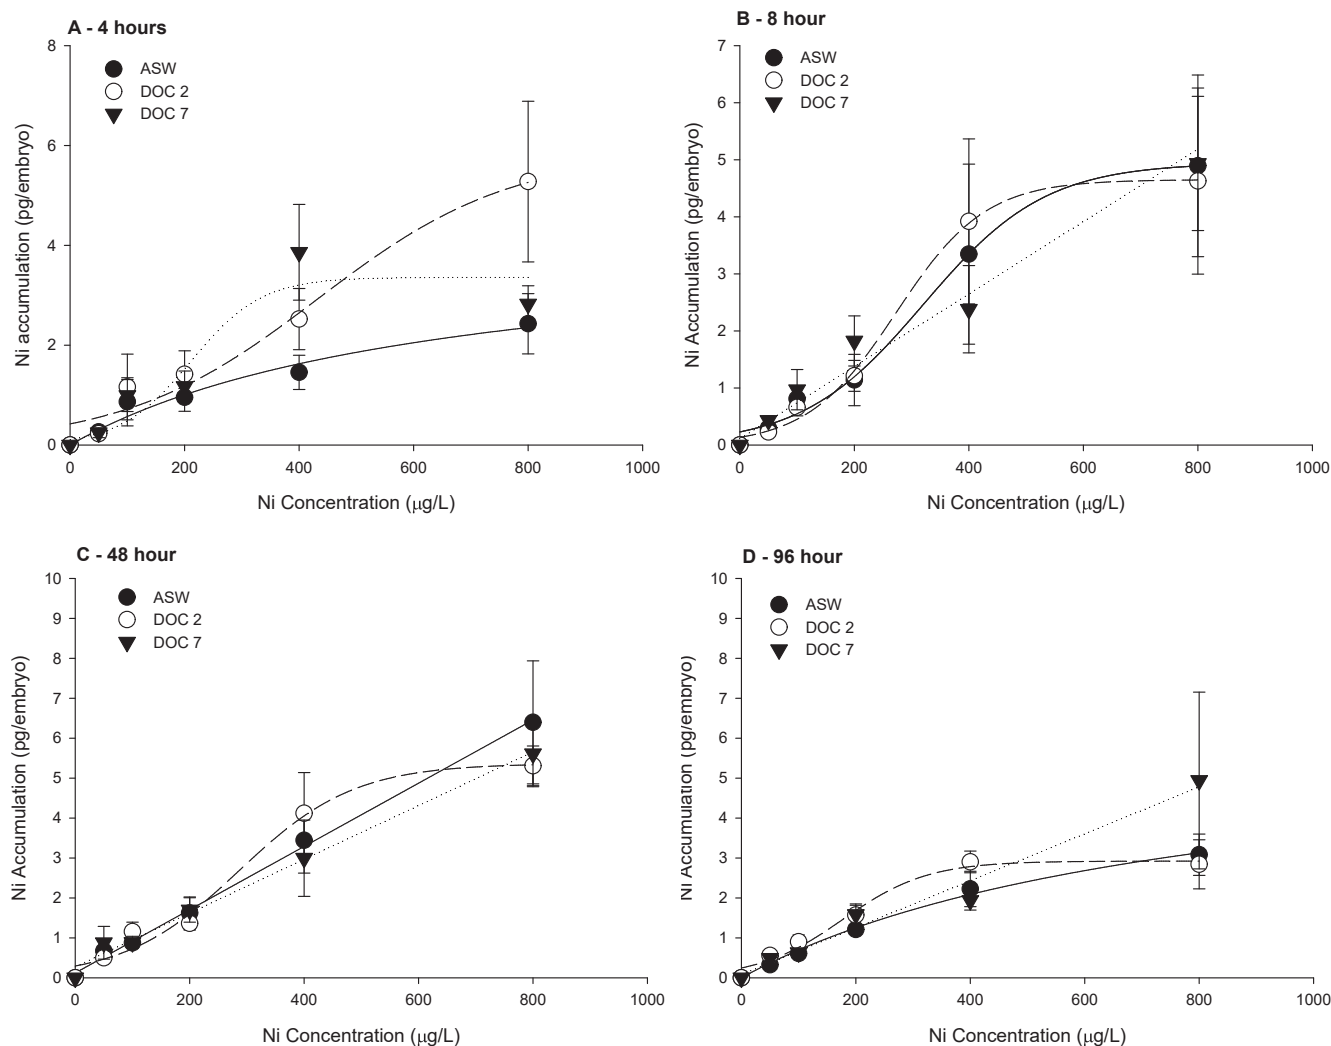 A - 4 hours
8
6
4
2
0
Ni accumulation (pg/embryo)
ASW
DOC 2
DOC 7
0
200
400
600
800
1000
Ni Concentration (μg/L)
B - 8 hour
7
6
5
4
3
2
1
0
Ni Accumulation (pg/embryo)
ASW
DOC 2
DOC 7
0
200
400
600
800
1000
Ni Concentration (μg/L)
C - 48 hour
10
9
8
7
6
5
4
3
2
1
0
Ni Accumulation (pg/embryo)
ASW
DOC 2
DOC 7
0
200
400
600
800
1000
Ni Concentration (μg/L)
D - 96 hour
10
9
8
7
6
5
4
3
2
1
0
Ni Accumulation (pg/embryo)
ASW
DOC 2
DOC 7
0
200
400
600
800
1000
Ni Concentration (μg/L)